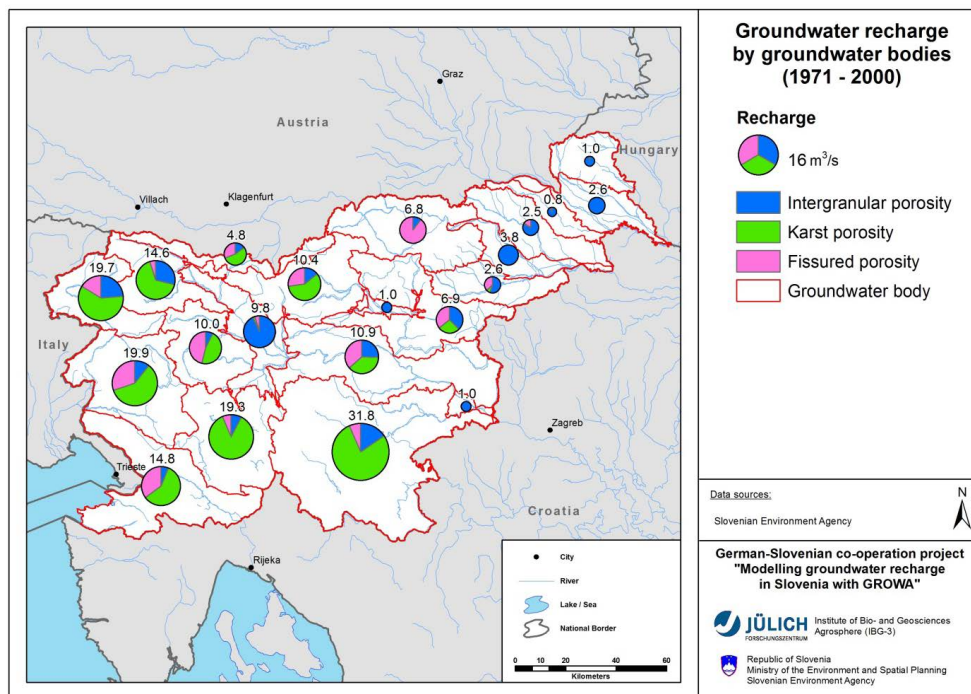 Groundwater recharge
by groundwater bodies
(1971 - 2000)
Recharge
16 m³/s
Intergranular porosity
Karst porosity
Fissured porosity
Groundwater body
Graz
Austria
Hungary
1.0
2.6
0.8
2.5
3.8
2.6
6.8
Villach
Klagenfurt
4.8
14.6
19.7
10.4
1.0
6.9
9.8
10.0
10.9
Italy
19.9
1.0
19.3
31.8
Zagreb
Trieste
14.8
Croatia
Rijeka
City
River
Lake / Sea
National Border
0 10 20 40 60
Kilometers
Data sources:
N
Slovenian Environment Agency
German-Slovenian co-operation project
"Modelling groundwater recharge
in Slovenia with GROWA"
JÜLICH
FORSCHUNGSZENTRUM
Institute of Bio- and Geosciences
Agrosphere (IBG-3)
Republic of Slovenia
Ministry of the Environment and Spatial Planning
Slovenian Environment Agency